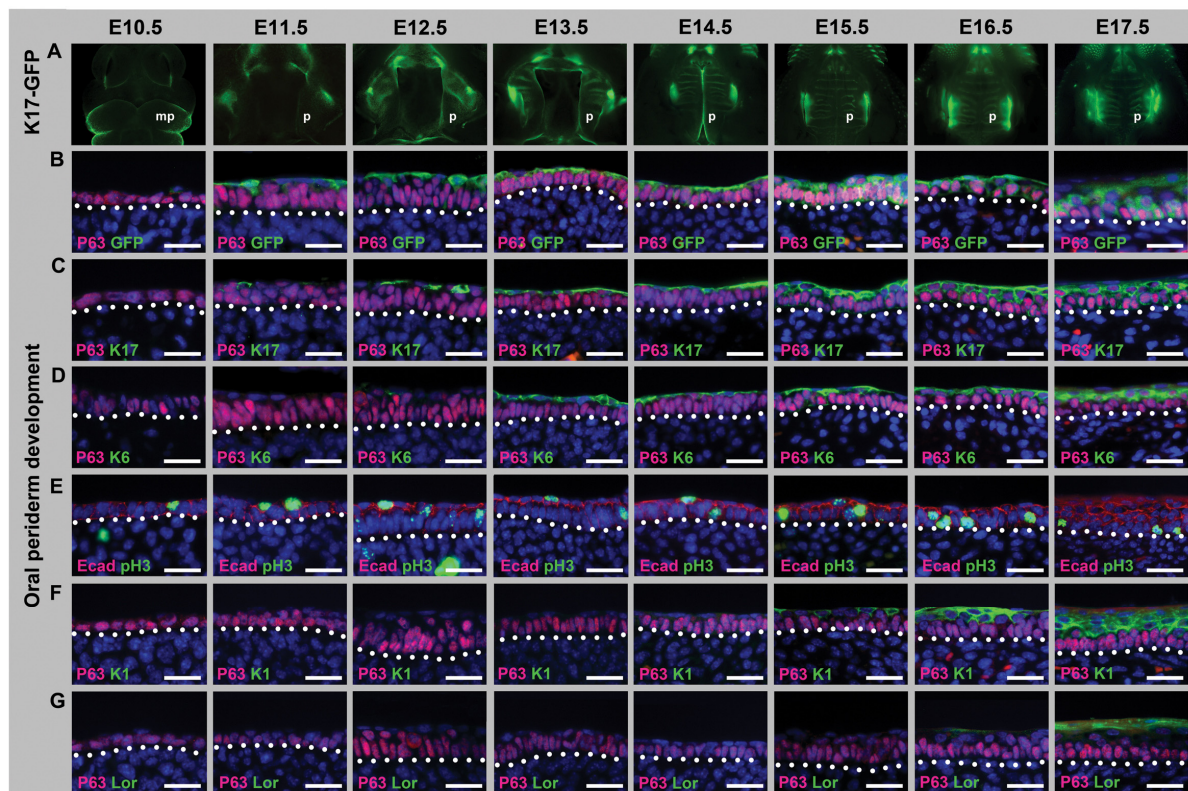 E10.5 E11.5 E12.5 E13.5 E14.5 E15.5 E16.5 E17.5
A
K17-GFP
mp p p p p p p
Oral periderm development
B
P63 GFP P63 GFP P63 GFP P63 GFP P63 GFP P63 GFP P63 GFP P63 GFP
C
P63 K17 P63 K17 P63 K17 P63 K17 P63 K17 P63 K17 P63 K17 P63 K17
D
P63 K6 P63 K6 P63 K6 P63 K6 P63 K6 P63 K6 P63 K6 P63 K6
E
Ecad pH3 Ecad pH3 Ecad pH3 Ecad pH3 Ecad pH3 Ecad pH3 Ecad pH3 Ecad pH3
F
P63 K1 P63 K1 P63 K1 P63 K1 P63 K1 P63 K1 P63 K1 P63 K1
G
P63 Lor P63 Lor P63 Lor P63 Lor P63 Lor P63 Lor P63 Lor P63 Lor